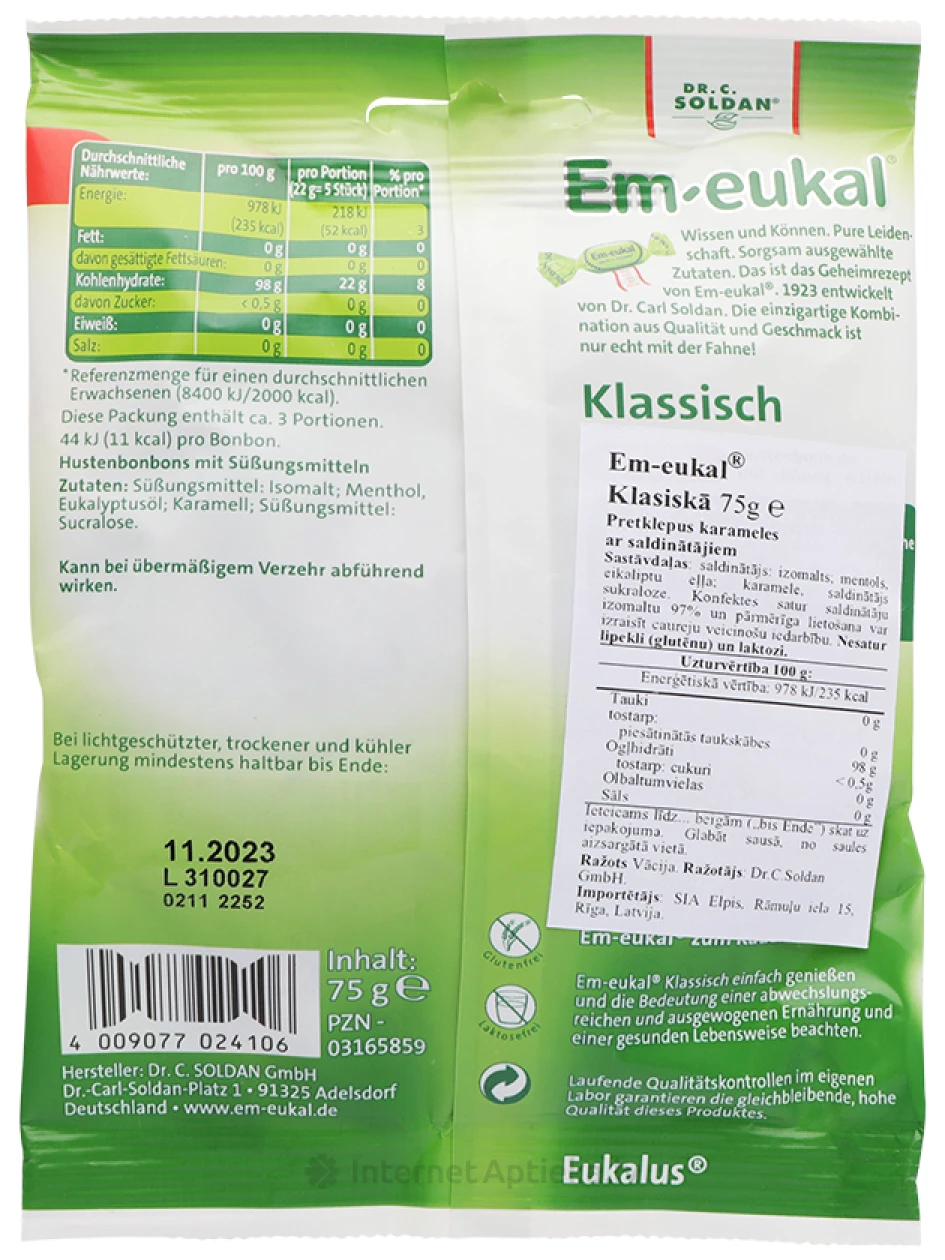 Durchschnittliche
Nährwerte:
pro 100 g
pro Portion
(22 g= 5 Stück)
% pro
Portion*
Energie:
978 kJ
(235 kcal)
218 kJ
(52 kcal)
3
Fett: 0 g 0 g 0
davon gesättigte Fettsäuren: 0 g 0 g 0
Kohlenhydrate: 98 g 22 g 8
davon Zucker: < 0,5 g 0 g 0
Eiweiß: 0 g 0 g 0
Salz: 0 g 0 g 0
*Referenzmenge für einen durchschnittlichen
Erwachsenen (8400 kJ/2000 kcal).
Diese Packung enthält ca. 3 Portionen.
44 kJ (11 kcal) pro Bonbon.
Hustenbonbons mit Süßungsmitteln
Zutaten: Süßungsmittel: Isomalt; Menthol,
Eukalyptusöl; Karamell; Süßungsmittel:
Sucralose.
Kann bei übermäßigem Verzehr abführend
wirken.
Bei lichtgeschützter, trockener und kühler
Lagerung mindestens haltbar bis Ende:
11.2023
L 310027
0211 2252
4 009077 024106
Inhalt:
75 g ℮
PZN -
03165859
Hersteller: Dr. C. SOLDAN GmbH
Dr.-Carl-Soldan-Platz 1 • 91325 Adelsdorf
Deutschland • www.em-eukal.de
DR. C.
SOLDAN®
Em-eukal®
Em-eukal
Wissen und Können. Pure Leiden-
schaft. Sorgsam ausgewählte
Zutaten. Das ist das Geheimrezept
von Em-eukal®. 1923 entwickelt
von Dr. Carl Soldan. Die einzigartige Kombi-
nation aus Qualität und Geschmack ist
nur echt mit der Fahne!
Klassisch
Em-eukal®
Klasiskā 75g ℮
Pretklepus karameles
ar saldinātājiem
Sastāvdaļas: saldinātājs: izomalts; mentols,
eikaliptu eļļa; karamele, saldinātājs
sukraloze. Konfektes satur saldinātāju
izomaltu 97% un pārmērīga lietošana var
izraisīt caureju veicinošu iedarbību. Nesatur
lipekli (glutēnu) un laktozi.
Uzturvērtība 100 g:
Enerģētiskā vērtība: 978 kJ/235 kcal
Tauki 0 g
tostarp:
piesātinātās taukskābes 0 g
Ogļhidrāti 98 g
tostarp: cukuri < 0,5g
Olbaltumvielas 0 g
Sāls 0 g
Ieteicams līdz... beigām („bis Ende") skat uz
iepakojuma. Glabāt sausā, no saules
aizsargātā vietā.
Ražots Vācija. Ražotājs: Dr.C.Soldan
GmbH.
Importētājs: SIA Elpis, Rāmuļu iela 15,
Rīga, Latvija.
Glutenfrei
Laktosefrei
Em-eukal® zum
Em-eukal® Klassisch einfach genießen
und die Bedeutung einer abwechslungs-
reichen und ausgewogenen Ernährung und
einer gesunden Lebensweise beachten.
Laufende Qualitätskontrollen im eigenen
Labor garantieren die gleichbleibende, hohe
Qualität dieses Produktes.
Internet Aptie
Eukalus®